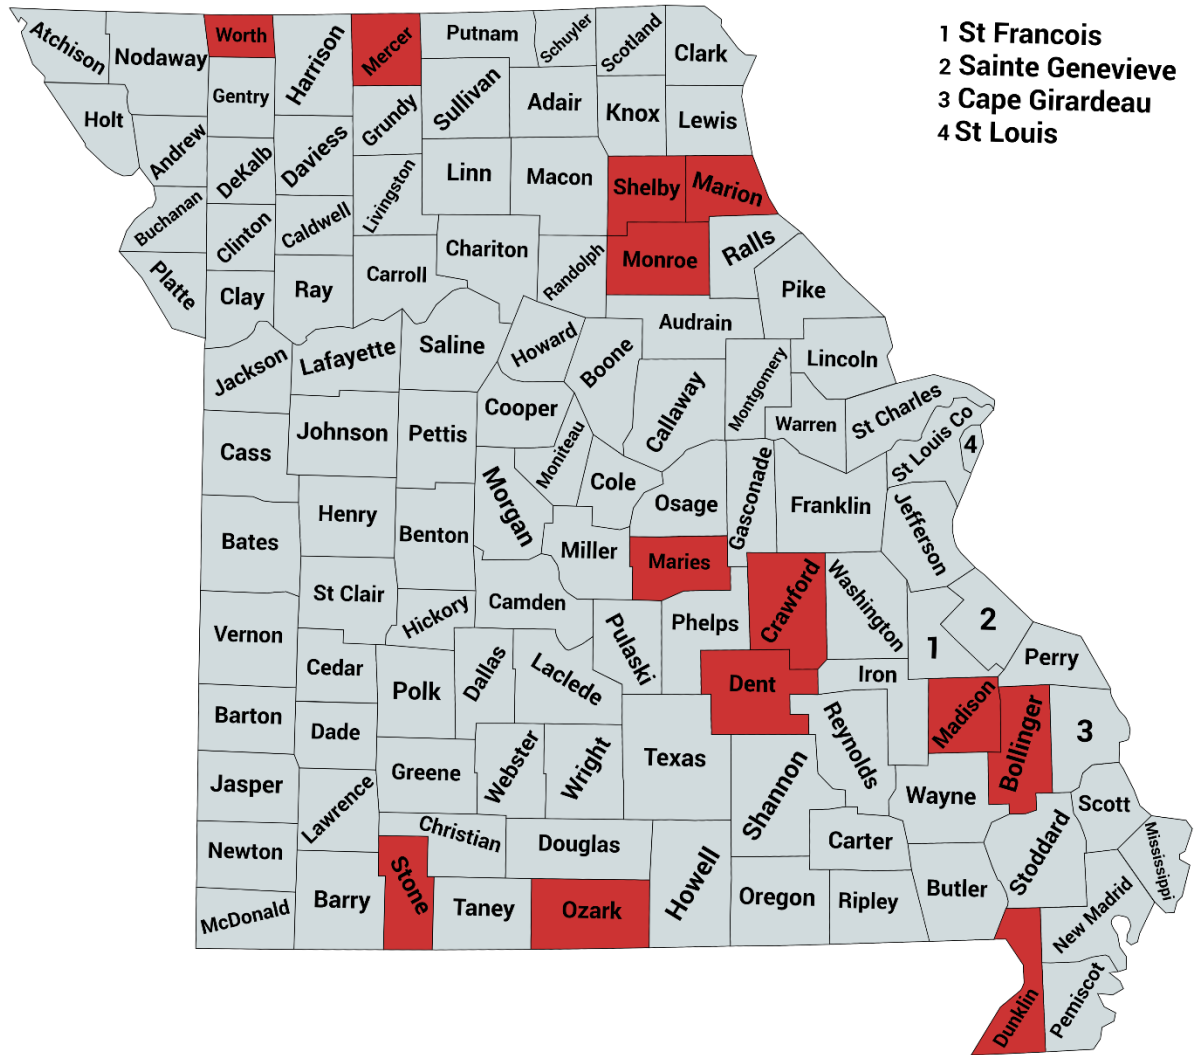 1 St Francois
2 Sainte Genevieve
3 Cape Girardeau
4 St Louis
Atchison
Nodaway
Worth
Harrison
Mercer
Putnam
Schuyler
Scotland
Clark
Holt
Gentry
Grundy
Sullivan
Adair
Knox
Lewis
Andrew
DeKalb
Daviess
Livingston
Linn
Macon
Shelby
Marion
Buchanan
Clinton
Caldwell
Chariton
Randolph
Monroe
Ralls
Platte
Clay
Ray
Carroll
Pike
Jackson
Lafayette
Saline
Howard
Boone
Audrain
Callaway
Montgomery
Lincoln
Cass
Johnson
Pettis
Cooper
Moniteau
Cole
Warren
St Charles
St Louis Co
4
Bates
Henry
Benton
Morgan
Miller
Osage
Gasconade
Franklin
Jefferson
Vernon
St Clair
Hickory
Camden
Maries
Pulaski
Phelps
Crawford
Washington
1
2
Perry
Cedar
Polk
Dallas
Laclede
Dent
Iron
Madison
Bollinger
3
Barton
Dade
Greene
Webster
Wright
Texas
Shannon
Reynolds
Wayne
Scott
Jasper
Lawrence
Christian
Douglas
Howell
Carter
Stoddard
Mississippi
Newton
McDonald
Barry
Stone
Taney
Ozark
Oregon
Ripley
Butler
New Madrid
Dunklin
Pemiscot